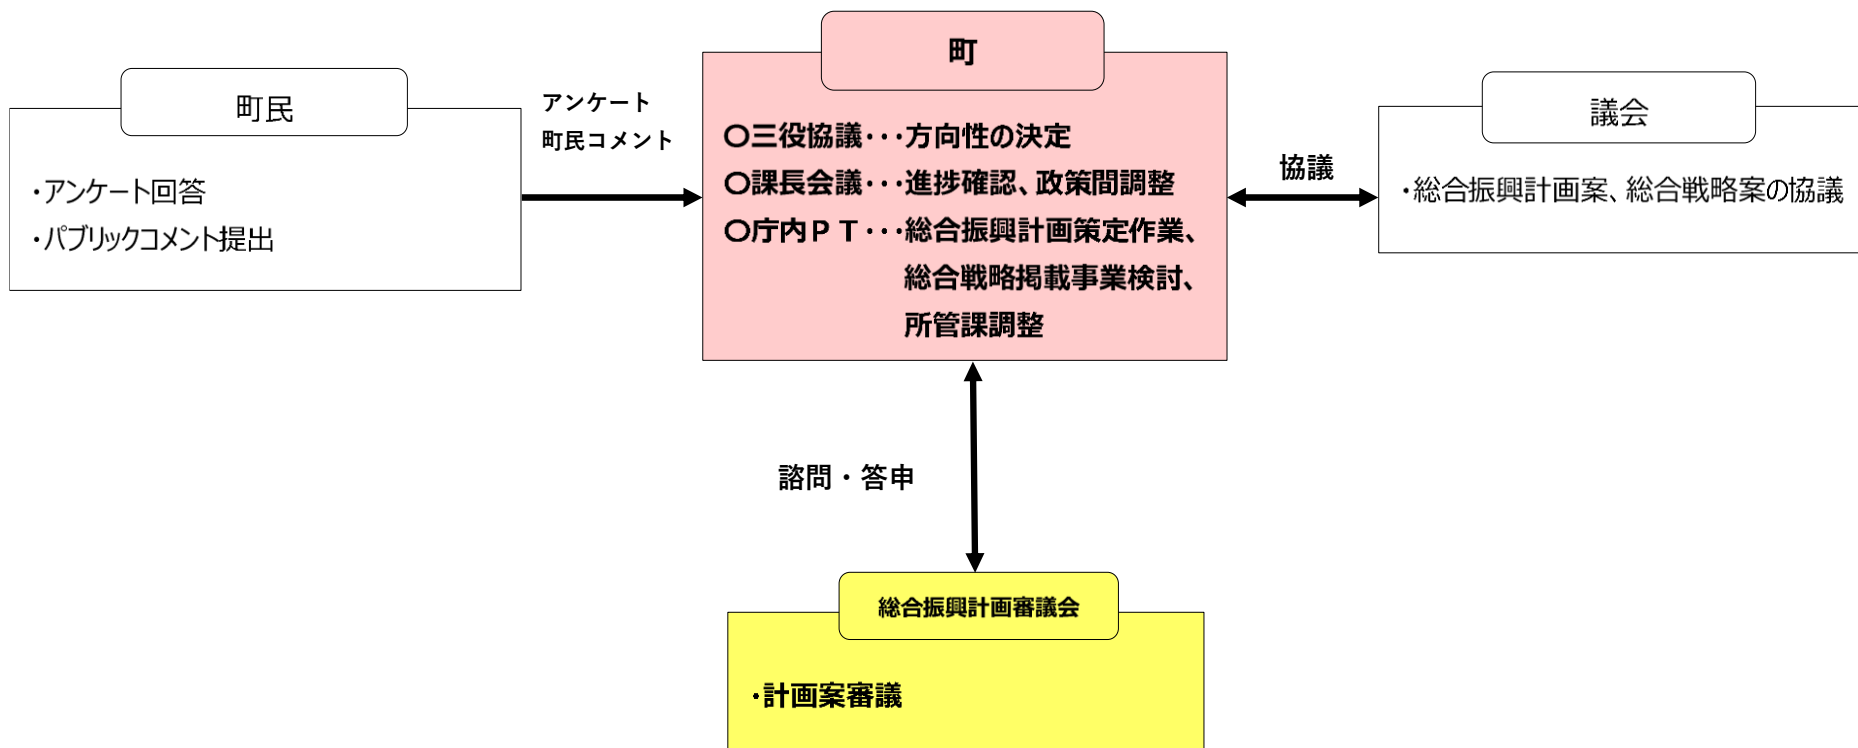 町民
・アンケート回答
・パブリックコメント提出
アンケート
町民コメント
町
〇三役協議・・・方向性の決定
〇課長会議・・・進捗確認、政策間調整
〇庁内ＰＴ・・・総合振興計画策定作業、
総合戦略掲載事業検討、
所管課調整
協議
議会
・総合振興計画案、総合戦略案の協議
諮問・答申
総合振興計画審議会
・計画案審議